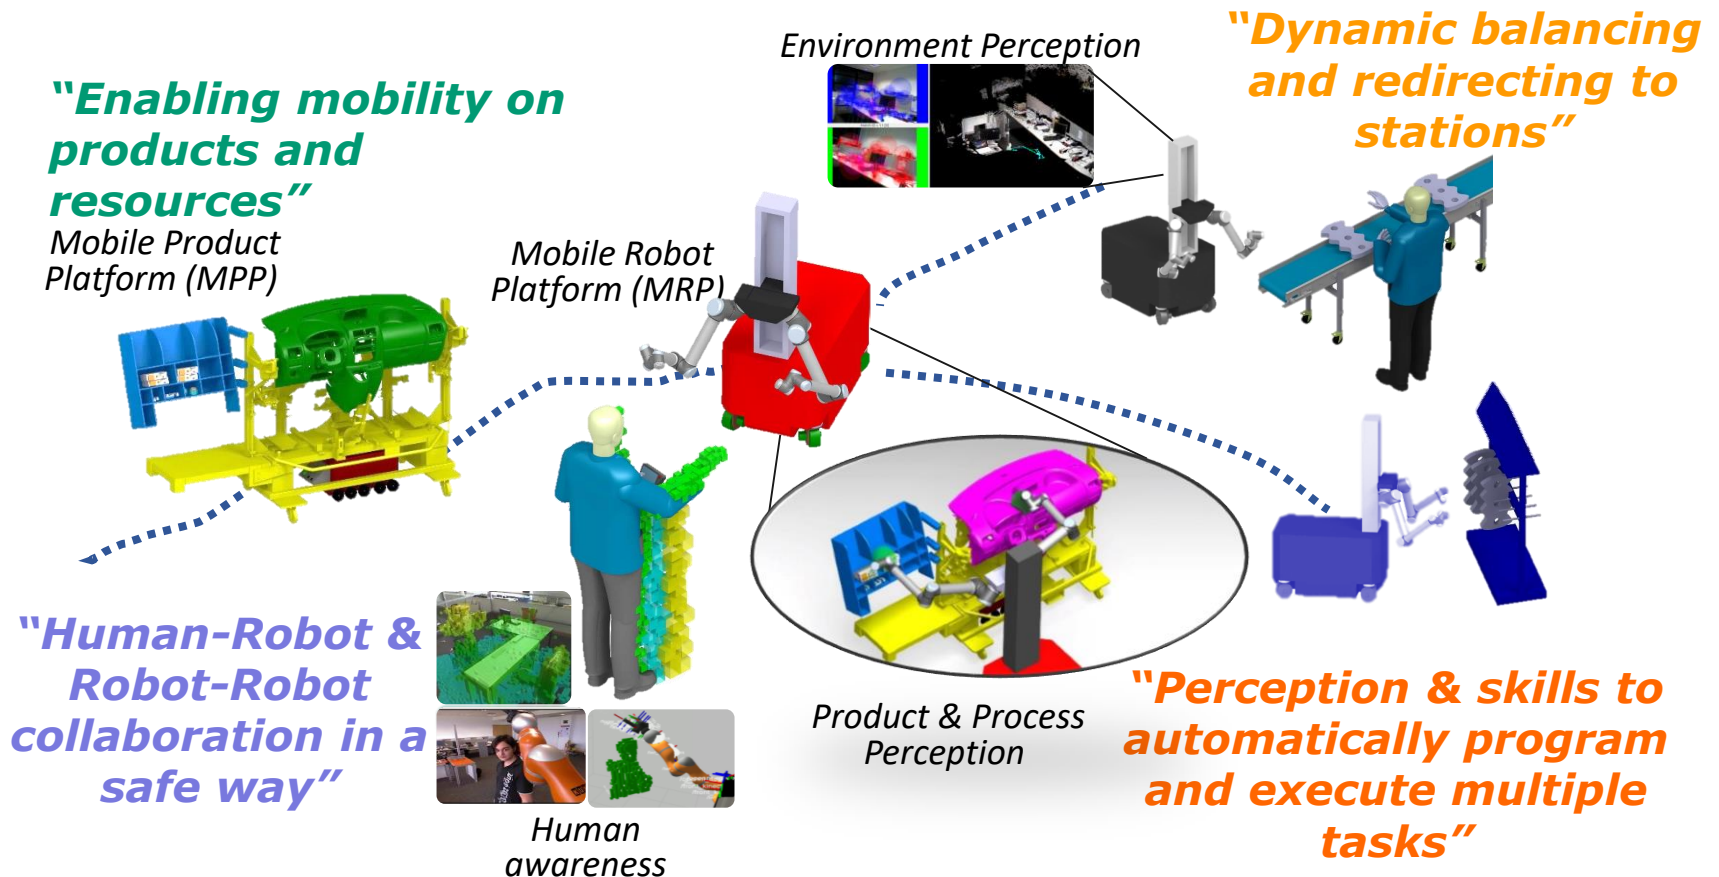 Environment Perception
“Dynamic balancing
and redirecting to
stations”
“Enabling mobility on
products and
resources”
Mobile Product
Platform (MPP)
Mobile Robot
Platform (MRP)
“Human-Robot &
Robot-Robot
collaboration in a
safe way”
Human
awareness
Product & Process
Perception
“Perception & skills to
automatically program
and execute multiple
tasks”